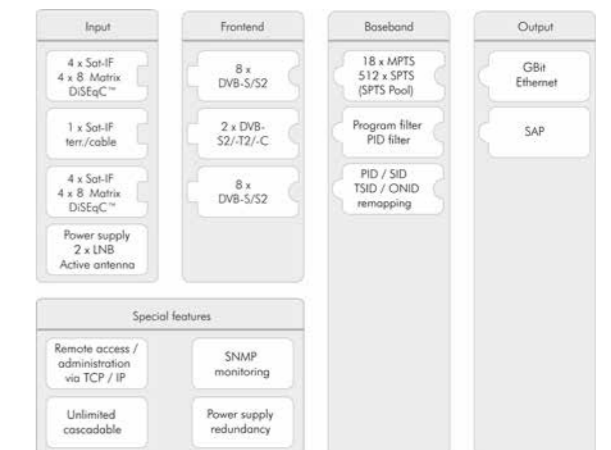 Input
4 x Sat-IF
4 x 8 Matrix
DiSEqC™
1 x Sat-IF
terr./cable
4 x Sat-IF
4 x 8 Matrix
DiSEqC™
Power supply
2 x LNB
Active antenna
Frontend
8 x
DVB-S/S2
2 x DVB-
S2/-T2/-C
8 x
DVB-S/S2
Baseband
18 x MPTS
512 x SPTS
(SPTS Pool)
Program filter
PID filter
PID / SID
TSID / ONID
remapping
Output
GBit
Ethernet
SAP
Special features
Remote access /
administration
via TCP / IP
SNMP
monitoring
Unlimited
cascadable
Power supply
redundancy